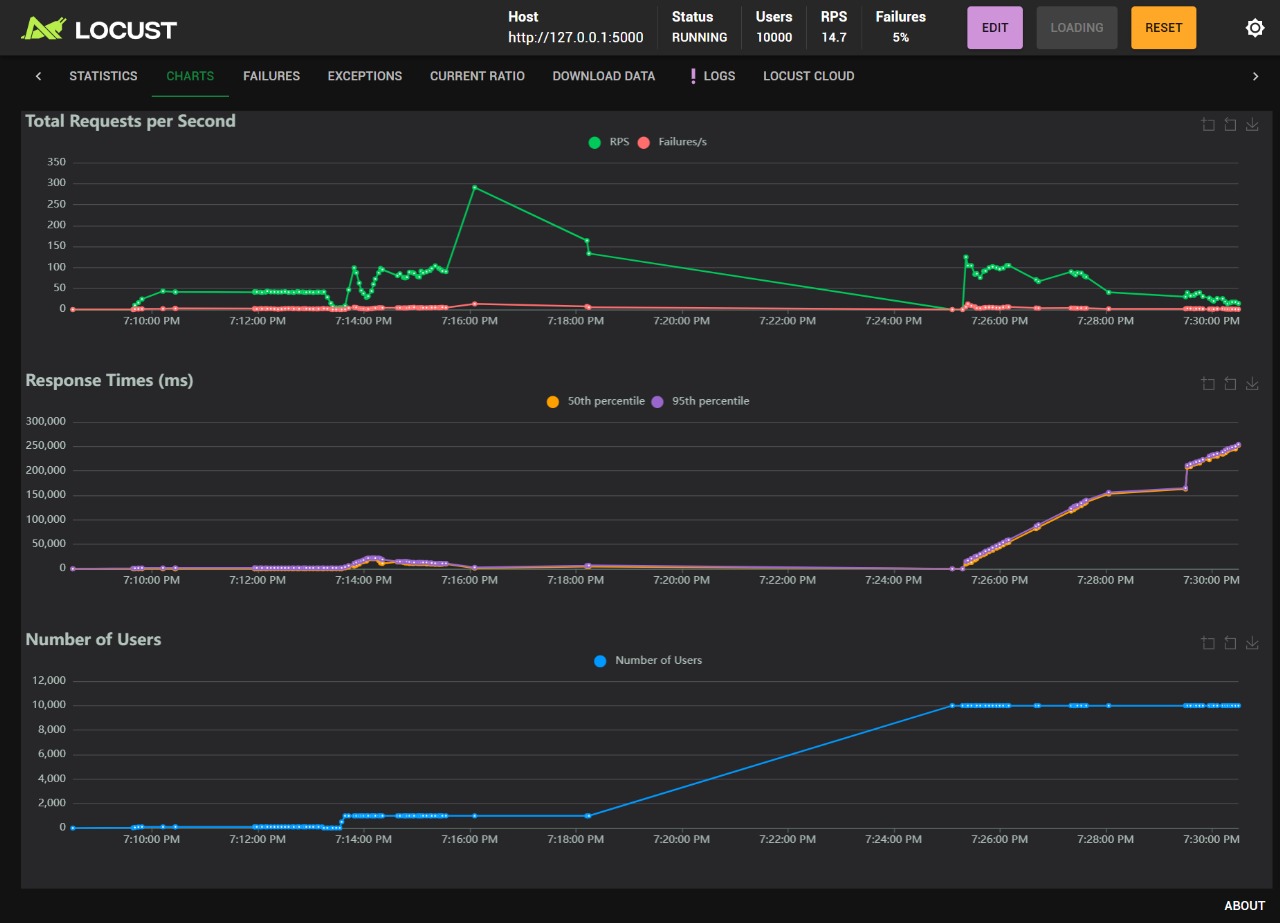 LOCUST
Host
http://127.0.0.1:5000
Status
RUNNING
Users
10000
RPS
14.7
Failures
5%
EDIT
LOADING
RESET
STATISTICS
CHARTS
FAILURES
EXCEPTIONS
CURRENT RATIO
DOWNLOAD DATA
! LOGS
LOCUST CLOUD
Total Requests per Second
RPS Failures/s
350
300
250
200
150
100
50
0
7:10:00 PM 7:12:00 PM 7:14:00 PM 7:16:00 PM 7:18:00 PM 7:20:00 PM 7:22:00 PM 7:24:00 PM 7:26:00 PM 7:28:00 PM 7:30:00 PM
Response Times (ms)
50th percentile 95th percentile
300,000
250,000
200,000
150,000
100,000
50,000
0
7:10:00 PM 7:12:00 PM 7:14:00 PM 7:16:00 PM 7:18:00 PM 7:20:00 PM 7:22:00 PM 7:24:00 PM 7:26:00 PM 7:28:00 PM 7:30:00 PM
Number of Users
Number of Users
12,000
10,000
8,000
6,000
4,000
2,000
0
7:10:00 PM 7:12:00 PM 7:14:00 PM 7:16:00 PM 7:18:00 PM 7:20:00 PM 7:22:00 PM 7:24:00 PM 7:26:00 PM 7:28:00 PM 7:30:00 PM
ABOUT